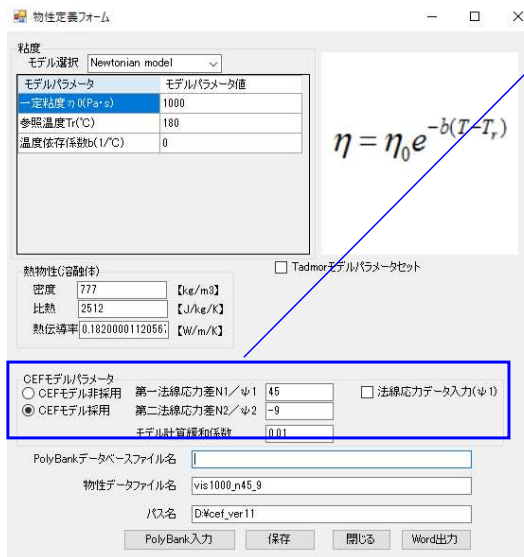 物性定義フォーム
粘度
モデル選択 Newtonian model
モデルパラメータ モデルパラメータ値
一定粘度η0(Pa・s) 1000
参照温度Tr(℃) 180
温度依存係数b(1/℃) 0
η = η₀e^{-b(T-Tᵣ)}
Tadmorモデルパラメータセット
熱物性(溶融体)
密度 777 【kg/m3】
比熱 2512 【J/kg/K】
熱伝導率 0.1820000112056 【W/m/K】
CEFモデルパラメータ
CEFモデル非採用 第一法線応力差N1/ψ1 45 法線応力データ入力(ψ1)
CEFモデル採用 第二法線応力差N2/ψ2 -9
モデル計算緩和係数 0.01
PolyBankデータベースファイル名
物性データファイル名 vis1000_n45_9
パス名 D:¥cef_ver11
PolyBank入力 保存 閉じる Word出力